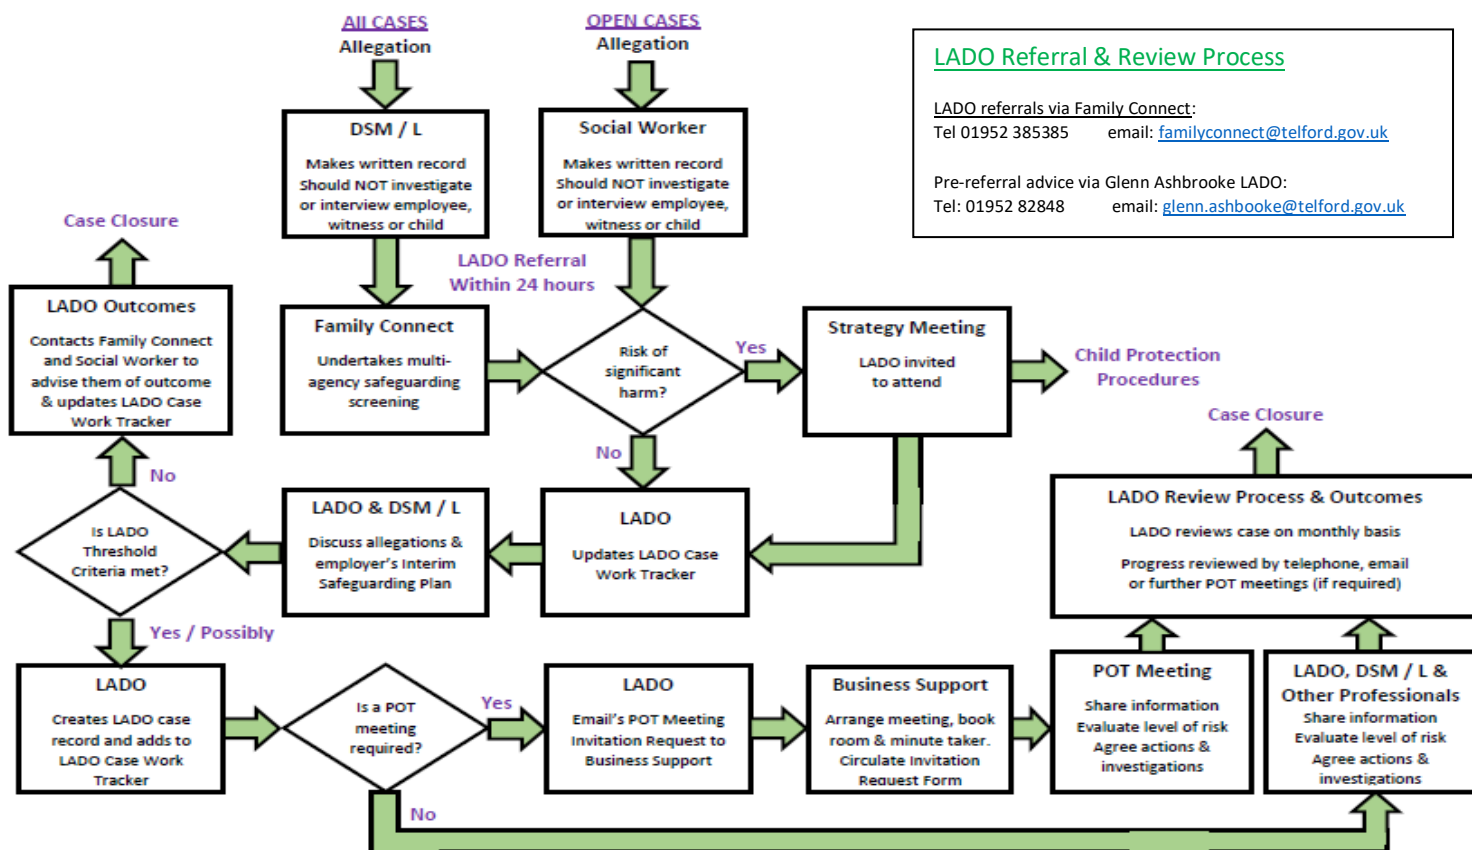 All CASES
Allegation
OPEN CASES
Allegation
LADO Referral & Review Process
LADO referrals via Family Connect:
Tel 01952 385385 email: familyconnect@telford.gov.uk
Pre-referral advice via Glenn Ashbrooke LADO:
Tel: 01952 82848 email: glenn.ashbooke@telford.gov.uk
DSM / L
Makes written record
Should NOT investigate
or interview employee,
witness or child
Social Worker
Makes written record
Should NOT investigate
or interview employee,
witness or child
LADO Referral
Within 24 hours
Case Closure
LADO Outcomes
Contacts Family Connect
and Social Worker to
advise them of outcome
& updates LADO Case
Work Tracker
Family Connect
Undertakes multi-
agency safeguarding
screening
Risk of
significant
harm?
Yes
Strategy Meeting
LADO invited
to attend
Child Protection
Procedures
No
No
Is LADO
Threshold
Criteria met?
LADO & DSM / L
Discuss allegations &
employer's Interim
Safeguarding Plan
LADO
Updates LADO Case
Work Tracker
Case Closure
LADO Review Process & Outcomes
LADO reviews case on monthly basis
Progress reviewed by telephone, email
or further POT meetings (if required)
Yes / Possibly
LADO
Creates LADO case
record and adds to
LADO Case Work
Tracker
Is a POT
meeting
required?
Yes
LADO
Email's POT Meeting
Invitation Request to
Business Support
Business Support
Arrange meeting, book
room & minute taker.
Circulate Invitation
Request Form
POT Meeting
Share information
Evaluate level of risk
Agree actions &
investigations
LADO, DSM / L &
Other Professionals
Share information
Evaluate level of risk
Agree actions &
investigations
No